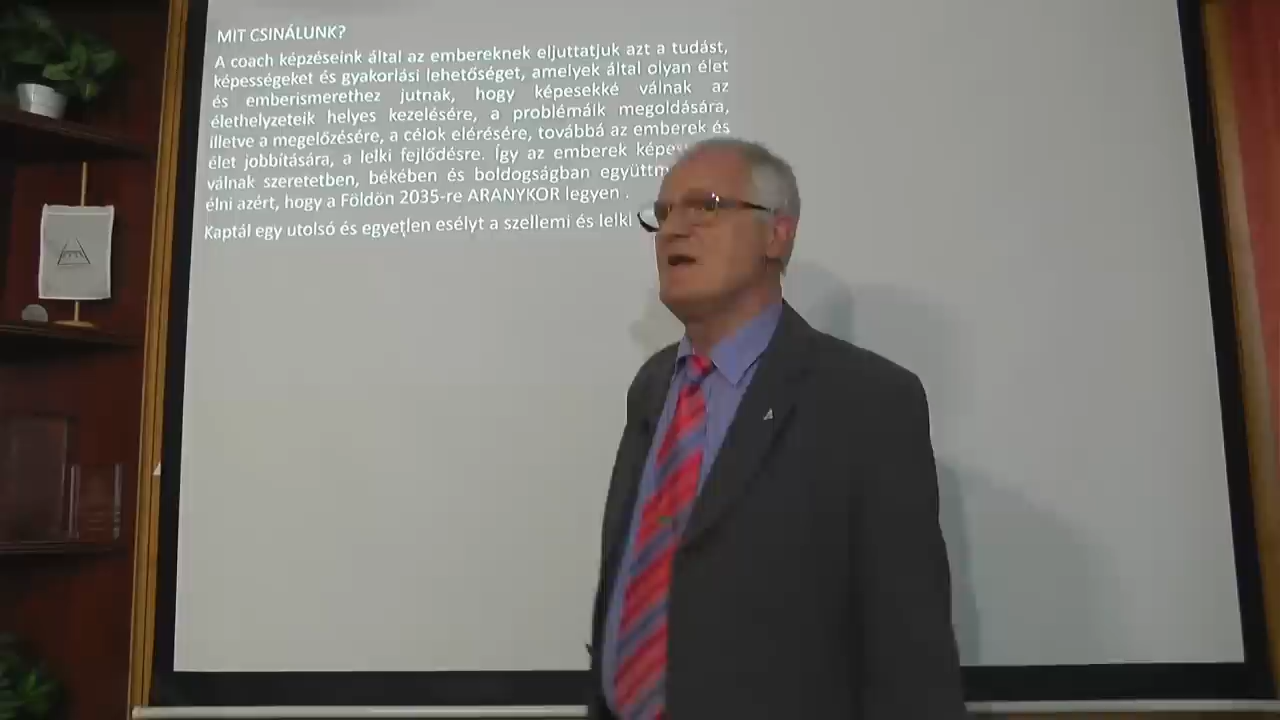 MIT CSINÁLUNK?
A coach képzéseink által az embereknek eljuttatjuk azt a tudást,
képességeket és gyakorlási lehetőséget, amelyek által olyan élet
és emberismerethez jutnak, hogy képesekké válnak az
élethelyzeteik helyes kezelésére, a problémáik megoldására,
illetve a megelőzésére, a célok elérésére, továbbá az emberek és
élet jobbítására, a lelki fejlődésre. Így az emberek
válnak szeretetben, békében és boldogságban
élni azért, hogy a Földön 2035-re ARANYKOR legyen .
Kaptál egy utolsó és egyetlen esélyt a szellemi és lelki